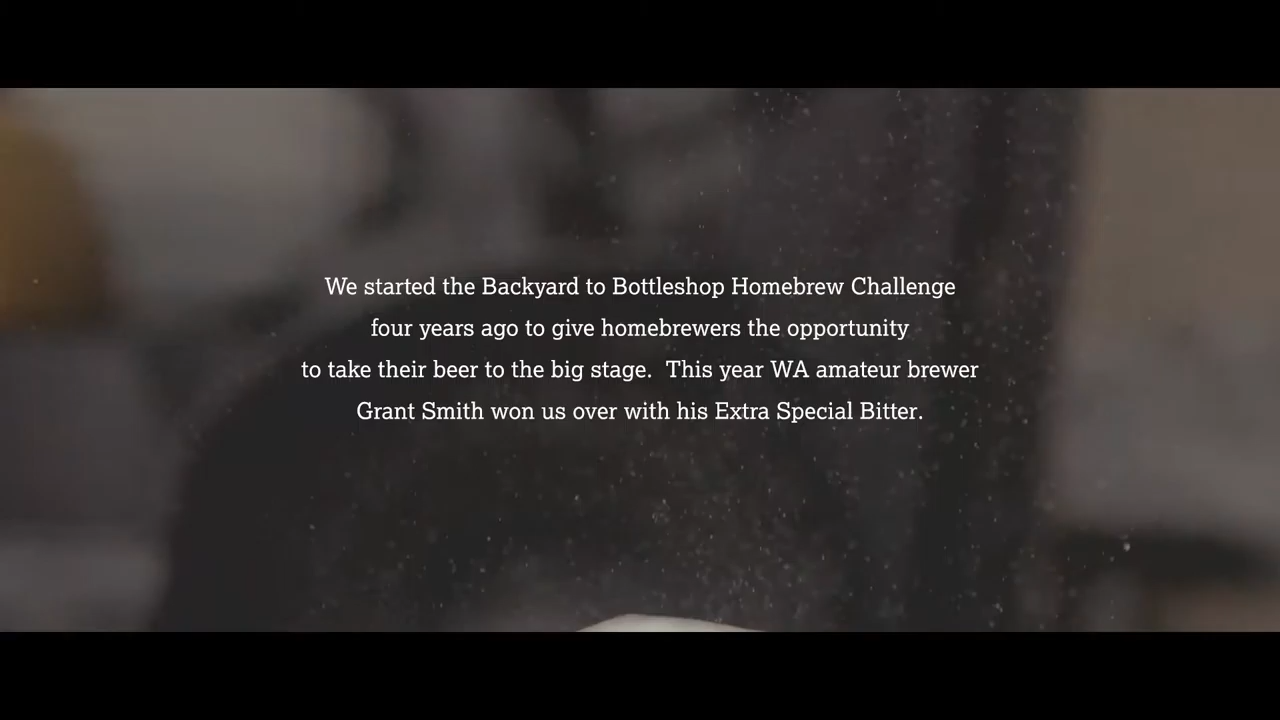 We started the Backyard to Bottleshop Homebrew Challenge
four years ago to give homebrewers the opportunity
to take their beer to the big stage.  This year WA amateur brewer
Grant Smith won us over with his Extra Special Bitter.